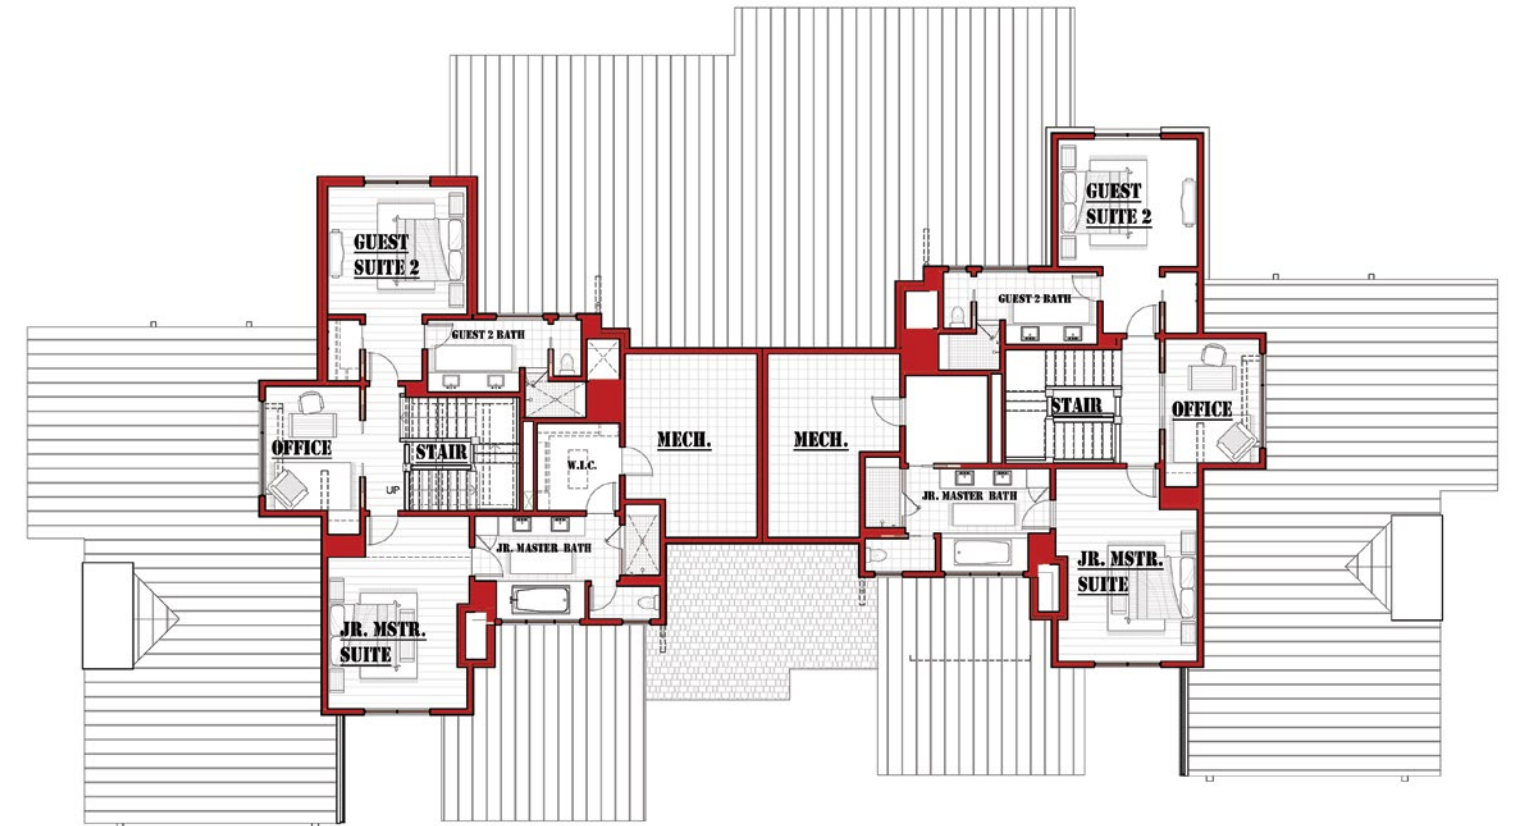 GUEST
SUITE 2
GUEST 2 BATH
OFFICE
STAIR
UP
W.I.C.
MECH.
JR. MASTER BATH
JR. MSTR.
SUITE
GUEST
SUITE 2
GUEST 2 BATH
STAIR
OFFICE
MECH.
JR. MASTER BATH
JR. MSTR.
SUITE